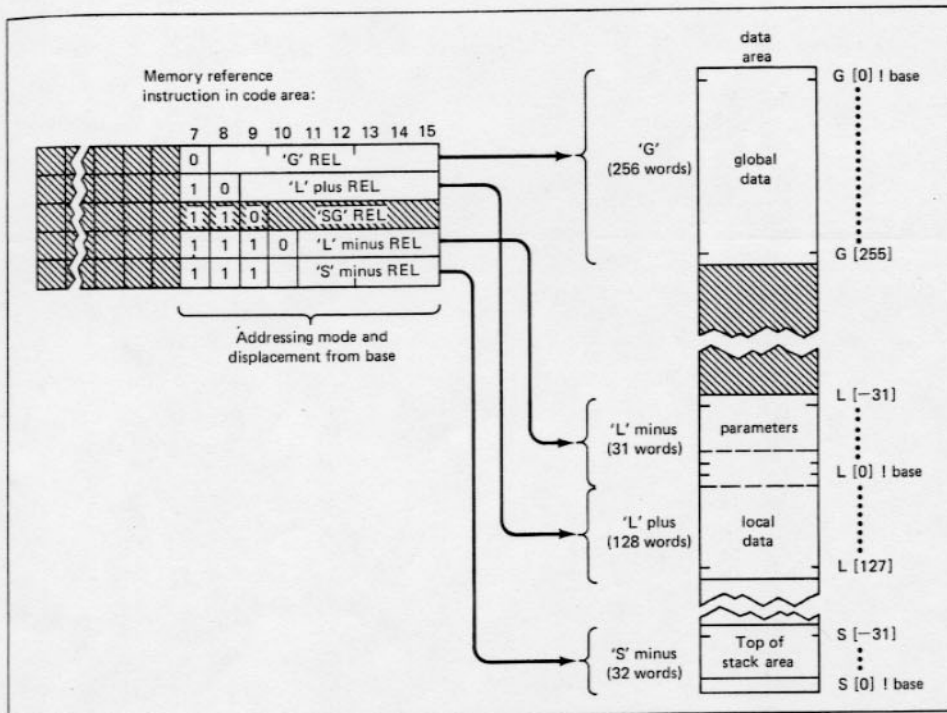 data
area
Memory reference
instruction in code area:
G [0] ! base
7 8 9 10 11 12 13 14 15
0 'G' REL
'G'
(256 words)
global
data
1 0 'L' plus REL
1 1 0 'SG' REL
1 1 1 0 'L' minus REL
1 1 1 'S' minus REL
G [255]
Addressing mode and
displacement from base
L [−31]
'L' minus
(31 words)
parameters
L [0] ! base
'L' plus
(128 words)
local
data
L [127]
'S' minus
(32 words)
Top of
stack area
S [−31]
S [0] ! base